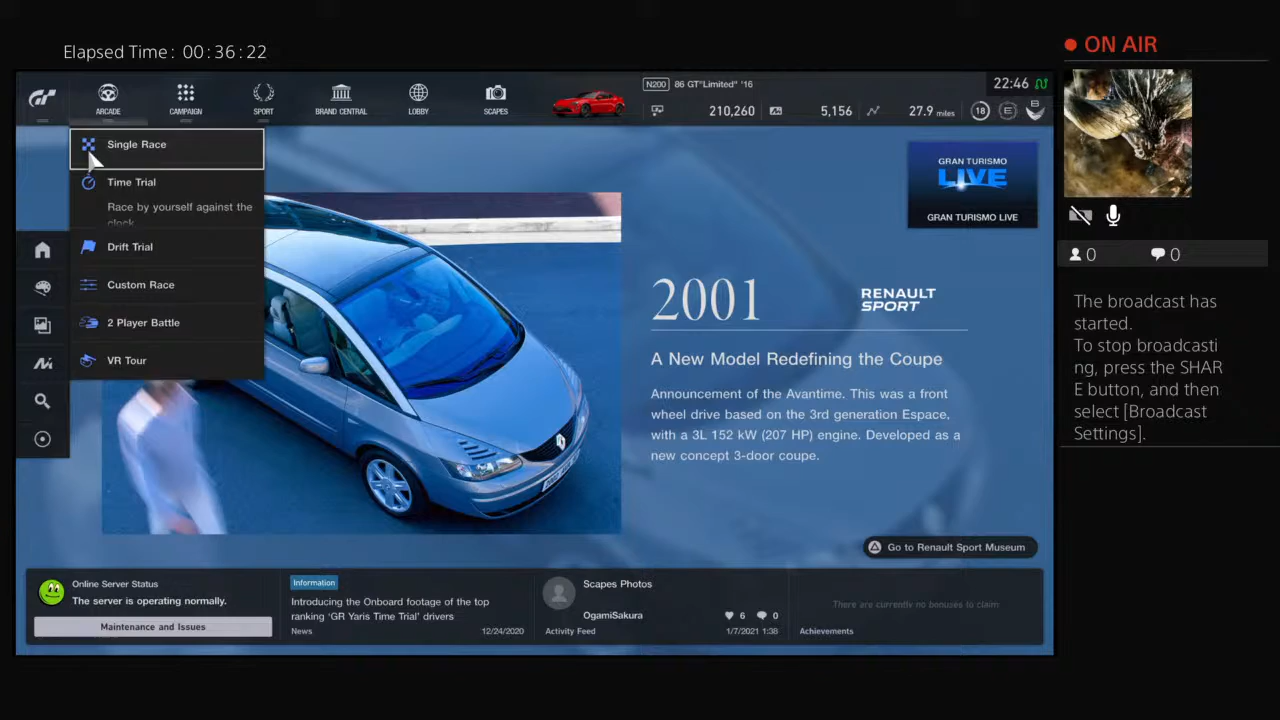 Elapsed Time: 00:36:22
ON AIR
ARCADE
CAMPAIGN
SPORT
BRAND CENTRAL
LOBBY
SCAPES
N200 86 GT"Limited" '16
22:46
210,260
5,156
27.9 miles
18
E
Single Race
Time Trial
Race by yourself against the
clock
Drift Trial
Custom Race
2 Player Battle
VR Tour
GRAN TURISMO
LIVE
GRAN TURISMO LIVE
2001
RENAULT
SPORT
A New Model Redefining the Coupe
Announcement of the Avantime. This was a front
wheel drive based on the 3rd generation Espace,
with a 3L 152 kW (207 HP) engine. Developed as a
new concept 3-door coupe.
Go to Renault Sport Museum
0
0
The broadcast has
started.
To stop broadcasti
ng, press the SHAR
E button, and then
select [Broadcast
Settings].
Online Server Status
The server is operating normally.
Maintenance and Issues
Information
Introducing the Onboard footage of the top
ranking 'GR Yaris Time Trial' drivers
News
12/24/2020
Scapes Photos
OgamiSakura
6
0
Activity Feed
1/7/2021 1:38
There are currently no bonuses to claim
Achievements